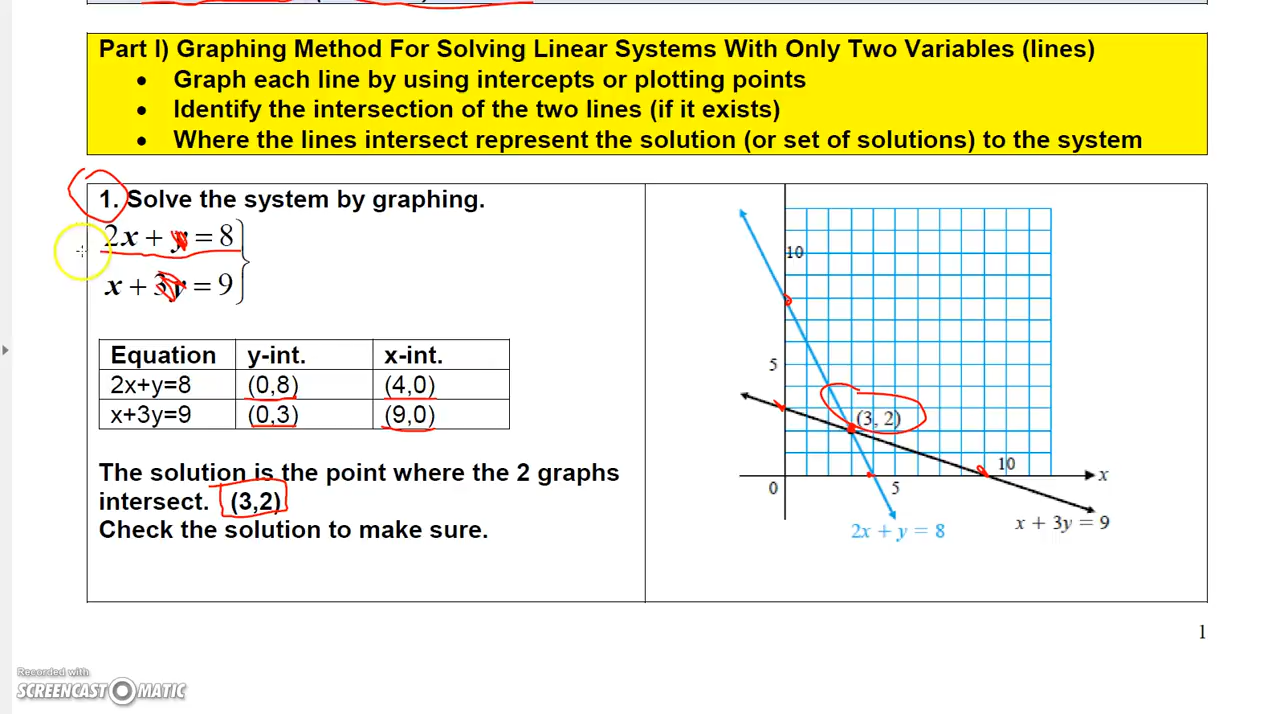 Part I) Graphing Method For Solving Linear Systems With Only Two Variables (lines)
• Graph each line by using intercepts or plotting points
• Identify the intersection of the two lines (if it exists)
• Where the lines intersect represent the solution (or set of solutions) to the system
1. Solve the system by graphing.
2x + y = 8
x + 3y = 9
Equation y-int. x-int.
2x+y=8 (0,8) (4,0)
x+3y=9 (0,3) (9,0)
The solution is the point where the 2 graphs
intersect. (3,2)
Check the solution to make sure.
10
5
(3, 2)
10
x
0
5
2x + y = 8
x + 3y = 9
1
Recorded with
SCREENCAST MATIC